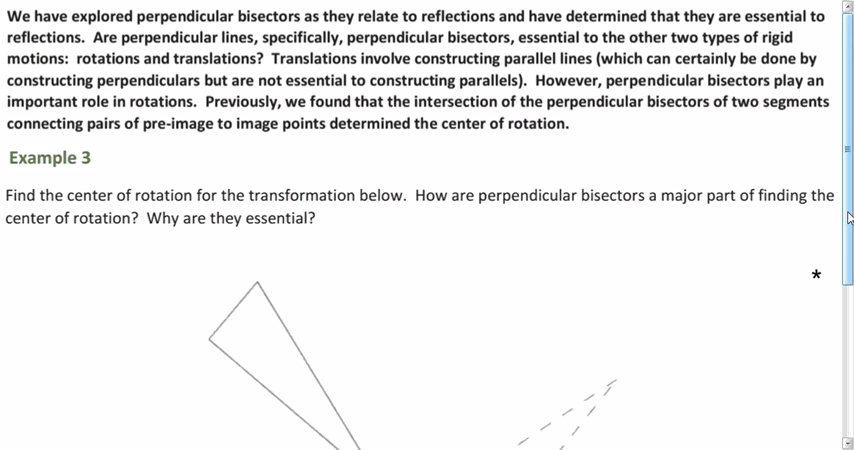 We have explored perpendicular bisectors as they relate to reflections and have determined that they are essential to
reflections.  Are perpendicular lines, specifically, perpendicular bisectors, essential to the other two types of rigid
motions:  rotations and translations?  Translations involve constructing parallel lines (which can certainly be done by
constructing perpendiculars but are not essential to constructing parallels).  However, perpendicular bisectors play an
important role in rotations.  Previously, we found that the intersection of the perpendicular bisectors of two segments
connecting pairs of pre-image to image points determined the center of rotation.
Example 3
Find the center of rotation for the transformation below.  How are perpendicular bisectors a major part of finding the
center of rotation?  Why are they essential?
*